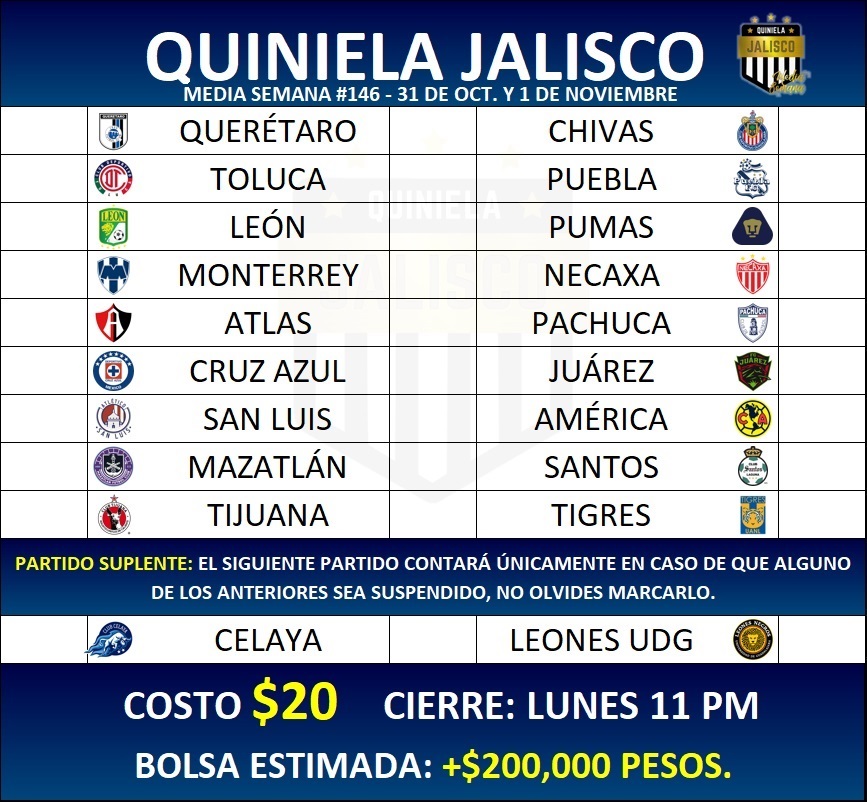 QUINIELA JALISCO
MEDIA SEMANA #146 - 31 DE OCT. Y 1 DE NOVIEMBRE
QUINIELA
JALISCO
Media
Semana
QUERÉTARO CHIVAS
TOLUCA PUEBLA
LEÓN PUMAS
MONTERREY NECAXA
ATLAS PACHUCA
CRUZ AZUL JUÁREZ
SAN LUIS AMÉRICA
MAZATLÁN SANTOS
TIJUANA TIGRES
QUINIELA
JALISCO
PARTIDO SUPLENTE: EL SIGUIENTE PARTIDO CONTARÁ ÚNICAMENTE EN CASO DE QUE ALGUNO
DE LOS ANTERIORES SEA SUSPENDIDO, NO OLVIDES MARCARLO.
CELAYA LEONES UDG
COSTO $20 CIERRE: LUNES 11 PM
BOLSA ESTIMADA: +$200,000 PESOS.